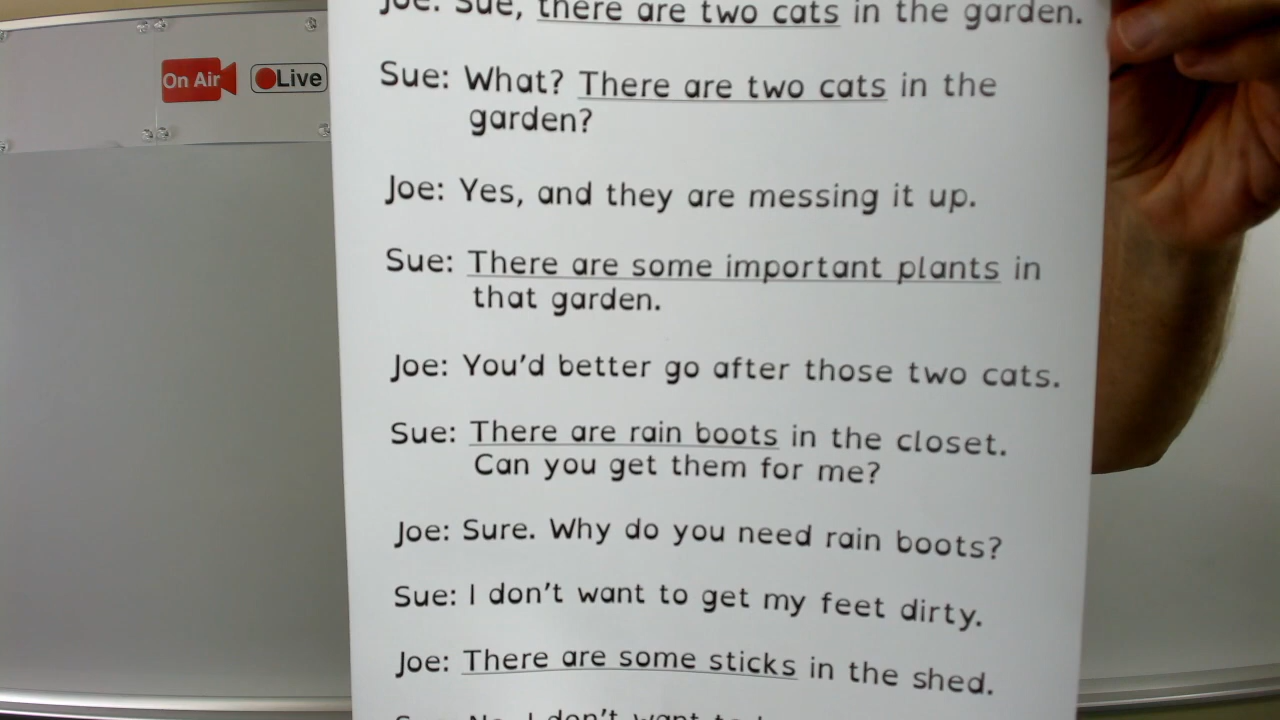 On Air Live
Joe: Sue, there are two cats in the garden.
Sue: What? There are two cats in the
garden?
Joe: Yes, and they are messing it up.
Sue: There are some important plants in
that garden.
Joe: You'd better go after those two cats.
Sue: There are rain boots in the closet.
Can you get them for me?
Joe: Sure. Why do you need rain boots?
Sue: I don't want to get my feet dirty.
Joe: There are some sticks in the shed.
No, I don't want to